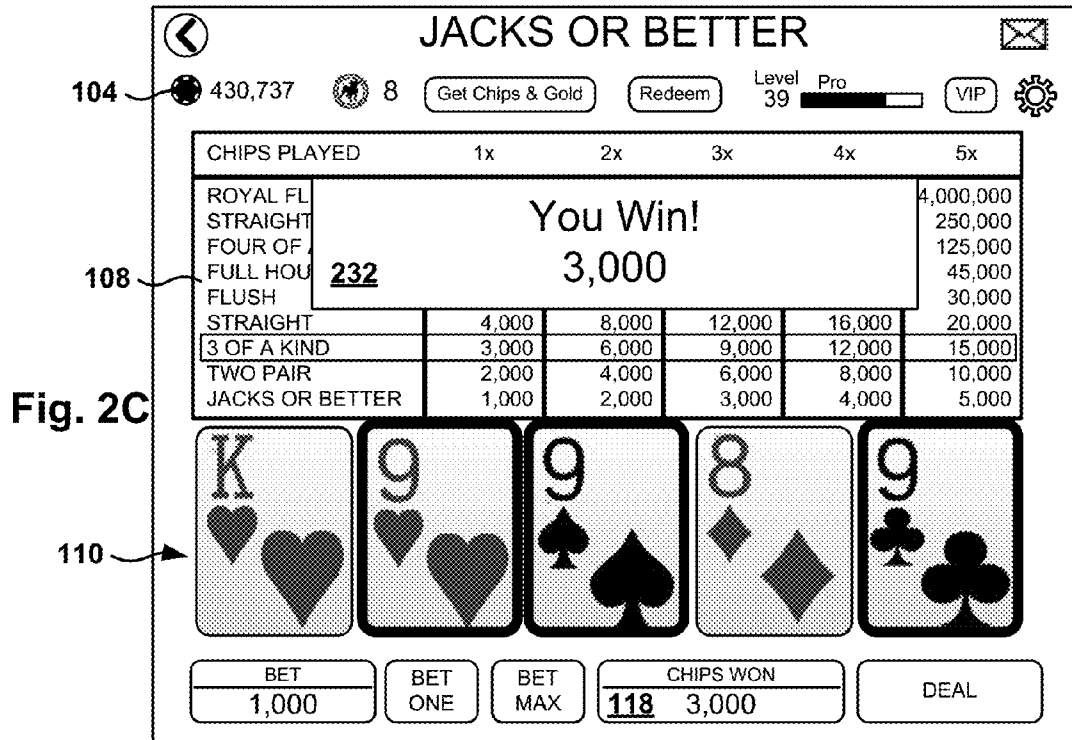 JACKS OR BETTER
104 430,737 8 Get Chips & Gold Redeem Level 39 Pro VIP
CHIPS PLAYED 1x 2x 3x 4x 5x
ROYAL FL 4,000,000
STRAIGHT 250,000
FOUR OF 125,000
FULL HOU 45,000
FLUSH 30,000
You Win!
232 3,000
108
STRAIGHT 4,000 8,000 12,000 16,000 20.000
3 OF A KIND 3,000 6,000 9,000 12,000 15,000
TWO PAIR 2,000 4,000 6,000 8,000 10,000
JACKS OR BETTER 1,000 2,000 3,000 4,000 5,000
Fig. 2C
K 9 9 8 9
110
BET 1,000
BET ONE
BET MAX
CHIPS WON
118 3,000
DEAL